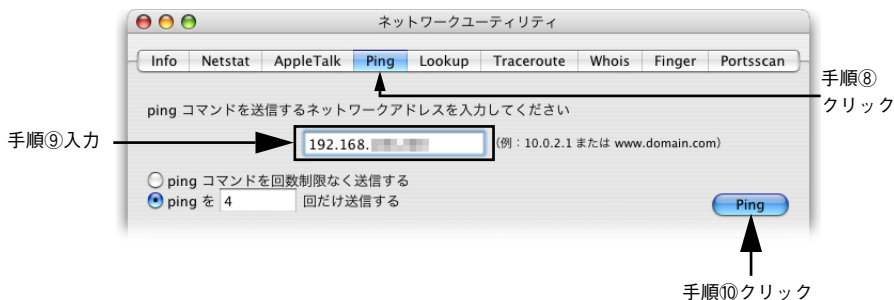 ネットワークユーティリティ
Info Netstat AppleTalk Ping Lookup Traceroute Whois Finger Portsscan
手順⑧
クリック
ping コマンドを送信するネットワークアドレスを入力してください
手順⑨入力
192.168.
(例：10.0.2.1 または www.domain.com)
ping コマンドを回数制限なく送信する
ping を 4 回だけ送信する
Ping
手順⑩クリック